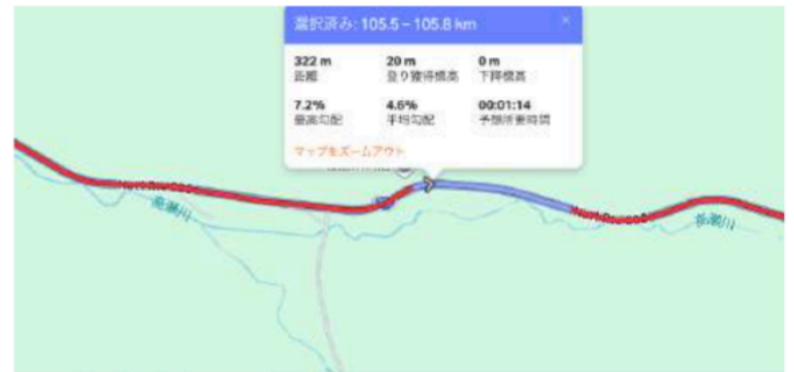 選択済み: 105.5 – 105.8 km
×
322 m
距離
20 m
登り獲得標高
0 m
下降標高
7.2%
最高勾配
4.6%
平均勾配
00:01:14
予想所要時間
マップをズームアウト